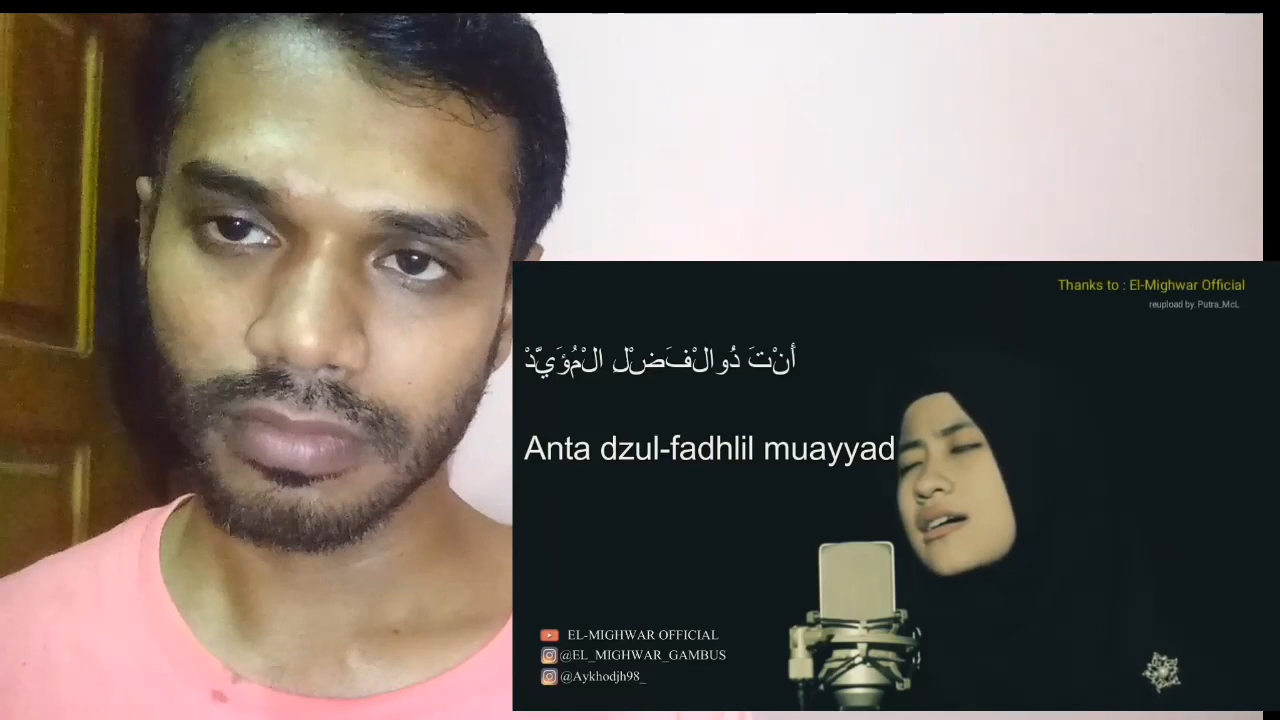 Thanks to : El-Mighwar Official
reupload by. Putra_McL
أَنْتَ ذُوالْفَضْلِ الْمُؤَيَّدْ
Anta dzul-fadhlil muayyad
EL-MIGHWAR OFFICIAL
@EL_MIGHWAR_GAMBUS
@Aykhodjh98_